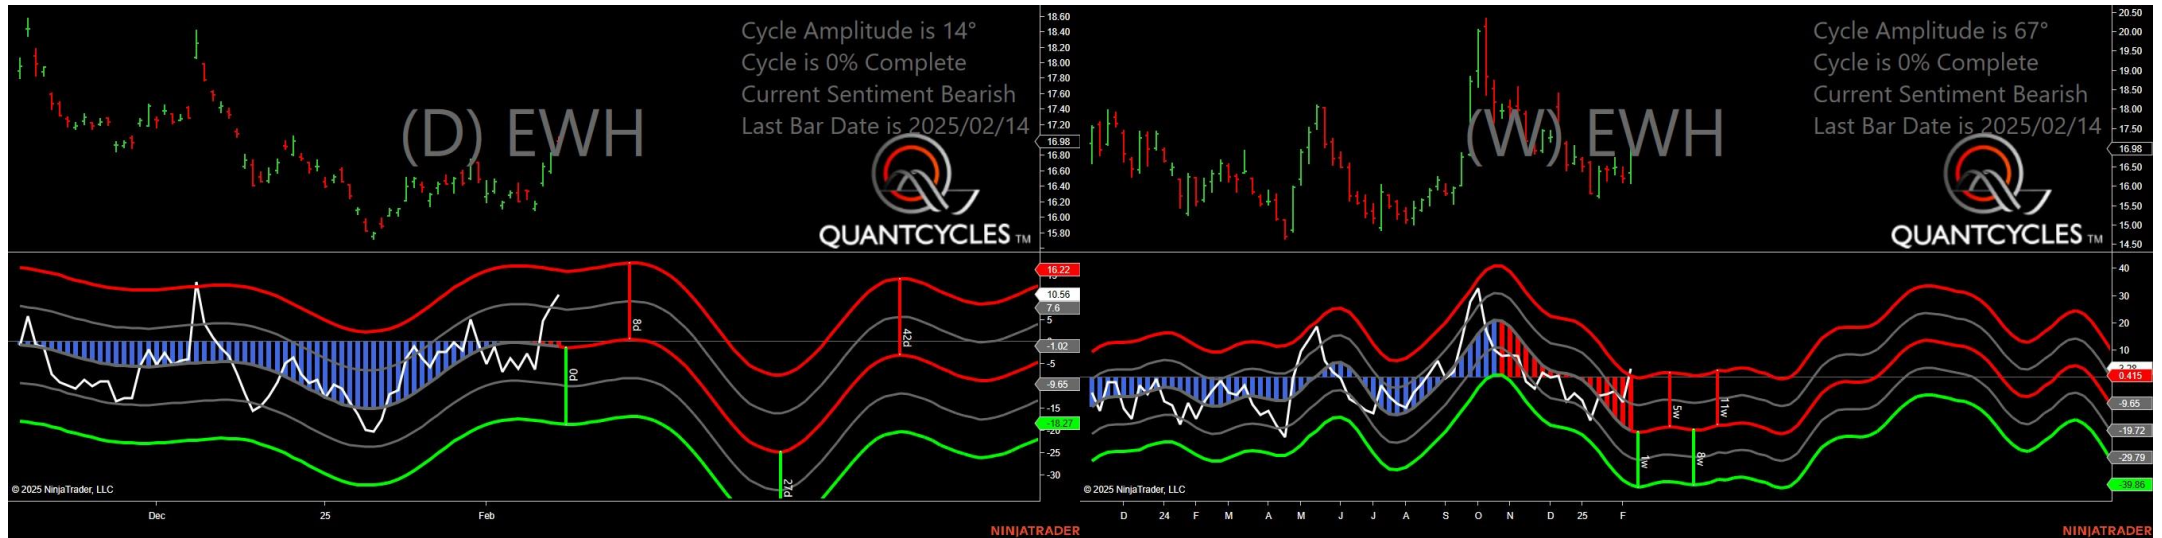 Cycle Amplitude is 14°
Cycle is 0% Complete
Current Sentiment Bearish
Last Bar Date is 2025/02/14
(D) EWH
QUANTCYCLES TM
18.60
18.40
18.20
18.00
17.80
17.60
17.40
17.20
16.98
16.80
16.60
16.40
16.20
16.00
15.80
16.22
10.56
7.6
5
-1.02
-5
-9.65
-15
-18.27
-25
-30
0d
8d
27d
42d
© 2025 NinjaTrader, LLC
Dec
25
Feb
NINJATRADER
Cycle Amplitude is 67°
Cycle is 0% Complete
Current Sentiment Bearish
Last Bar Date is 2025/02/14
(W) EWH
QUANTCYCLES TM
20.50
20.00
19.50
19.00
18.50
18.00
17.50
16.98
16.50
16.00
15.50
15.00
14.50
40
30
20
10
0.415
-9.65
-19.72
-29.79
-39.86
1w
5w
8w
11w
© 2025 NinjaTrader, LLC
D 24 F M A M J J A S O N D 25 F
NINJATRADER